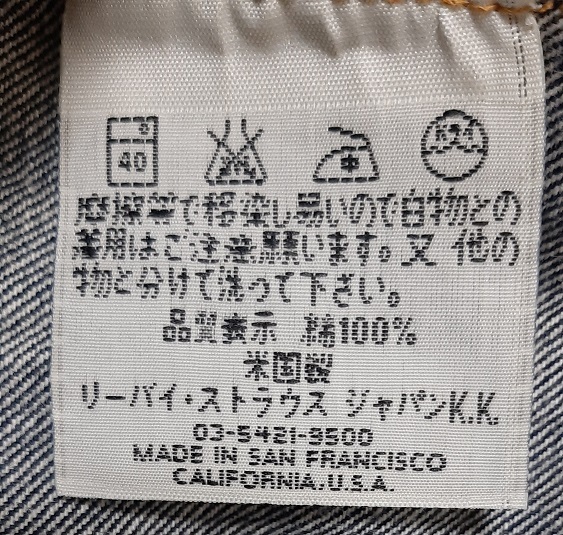 40
摩擦等で移染し易いので白物との
着用はご注意願います。又 他の
物と分けて洗って下さい。
品質表示 綿100%
米国製
リーバイ・ストラウス ジャパンK.K.
03-5421-9500
MADE IN SAN FRANCISCO
CALIFORNIA.U.S.A.